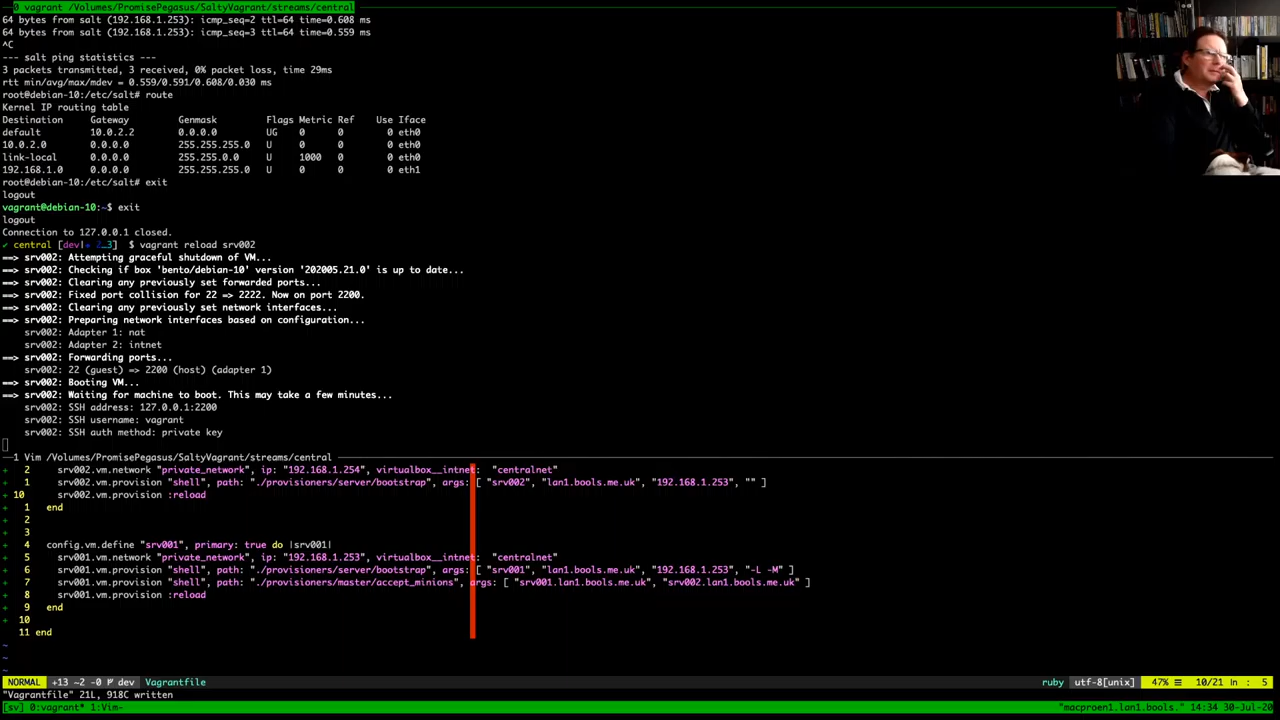 0 vagrant /Volumes/PromisePegasus/SaltyVagrant/streams/central
64 bytes from salt (192.168.1.253): icmp_seq=2 ttl=64 time=0.608 ms
64 bytes from salt (192.168.1.253): icmp_seq=3 ttl=64 time=0.559 ms
^C
--- salt ping statistics ---
3 packets transmitted, 3 received, 0% packet loss, time 29ms
rtt min/avg/max/mdev = 0.559/0.591/0.608/0.030 ms
root@debian-10:/etc/salt# route
Kernel IP routing table
Destination     Gateway         Genmask         Flags Metric Ref    Use Iface
default         10.0.2.2        0.0.0.0         UG    0      0        0 eth0
10.0.2.0        0.0.0.0         255.255.255.0   U     0      0        0 eth0
link-local      0.0.0.0         255.255.0.0     U     1000   0        0 eth0
192.168.1.0     0.0.0.0         255.255.255.0   U     0      0        0 eth1
root@debian-10:/etc/salt# exit
logout
vagrant@debian-10:~$ exit
logout
Connection to 127.0.0.1 closed.
✔ central [dev|✚ 2…3]  $ vagrant reload srv002
==> srv002: Attempting graceful shutdown of VM...
==> srv002: Checking if box 'bento/debian-10' version '202005.21.0' is up to date...
==> srv002: Clearing any previously set forwarded ports...
==> srv002: Fixed port collision for 22 => 2222. Now on port 2200.
==> srv002: Clearing any previously set network interfaces...
==> srv002: Preparing network interfaces based on configuration...
    srv002: Adapter 1: nat
    srv002: Adapter 2: intnet
==> srv002: Forwarding ports...
    srv002: 22 (guest) => 2200 (host) (adapter 1)
==> srv002: Booting VM...
==> srv002: Waiting for machine to boot. This may take a few minutes...
    srv002: SSH address: 127.0.0.1:2200
    srv002: SSH username: vagrant
    srv002: SSH auth method: private key
1 Vim /Volumes/PromisePegasus/SaltyVagrant/streams/central
+   2     srv002.vm.network "private_network", ip: "192.168.1.254", virtualbox__intnet:  "centralnet"
+   1     srv002.vm.provision "shell", path: "./provisioners/server/bootstrap", args: [ "srv002", "lan1.bools.me.uk", "192.168.1.253", "" ]
+ 10      srv002.vm.provision :reload
+   1   end
+   2
+   3
+   4   config.vm.define "srv001", primary: true do |srv001|
+   5     srv001.vm.network "private_network", ip: "192.168.1.253", virtualbox__intnet:  "centralnet"
+   6     srv001.vm.provision "shell", path: "./provisioners/server/bootstrap", args: [ "srv001", "lan1.bools.me.uk", "192.168.1.253", "-L -M" ]
+   7     srv001.vm.provision "shell", path: "./provisioners/master/accept_minions", args: [ "srv001.lan1.bools.me.uk", "srv002.lan1.bools.me.uk" ]
+   8     srv001.vm.provision :reload
+   9   end
+  10
   11 end
~
~
~
NORMAL  +13 ~2 -0 dev  Vagrantfile  ruby  utf-8[unix]  47% ☰  10/21 ln :  5
"Vagrantfile" 21L, 918C written
[sv] 0:vagrant* 1:Vim-  "macproen1.lan1.bools." 14:34 30-Jul-20